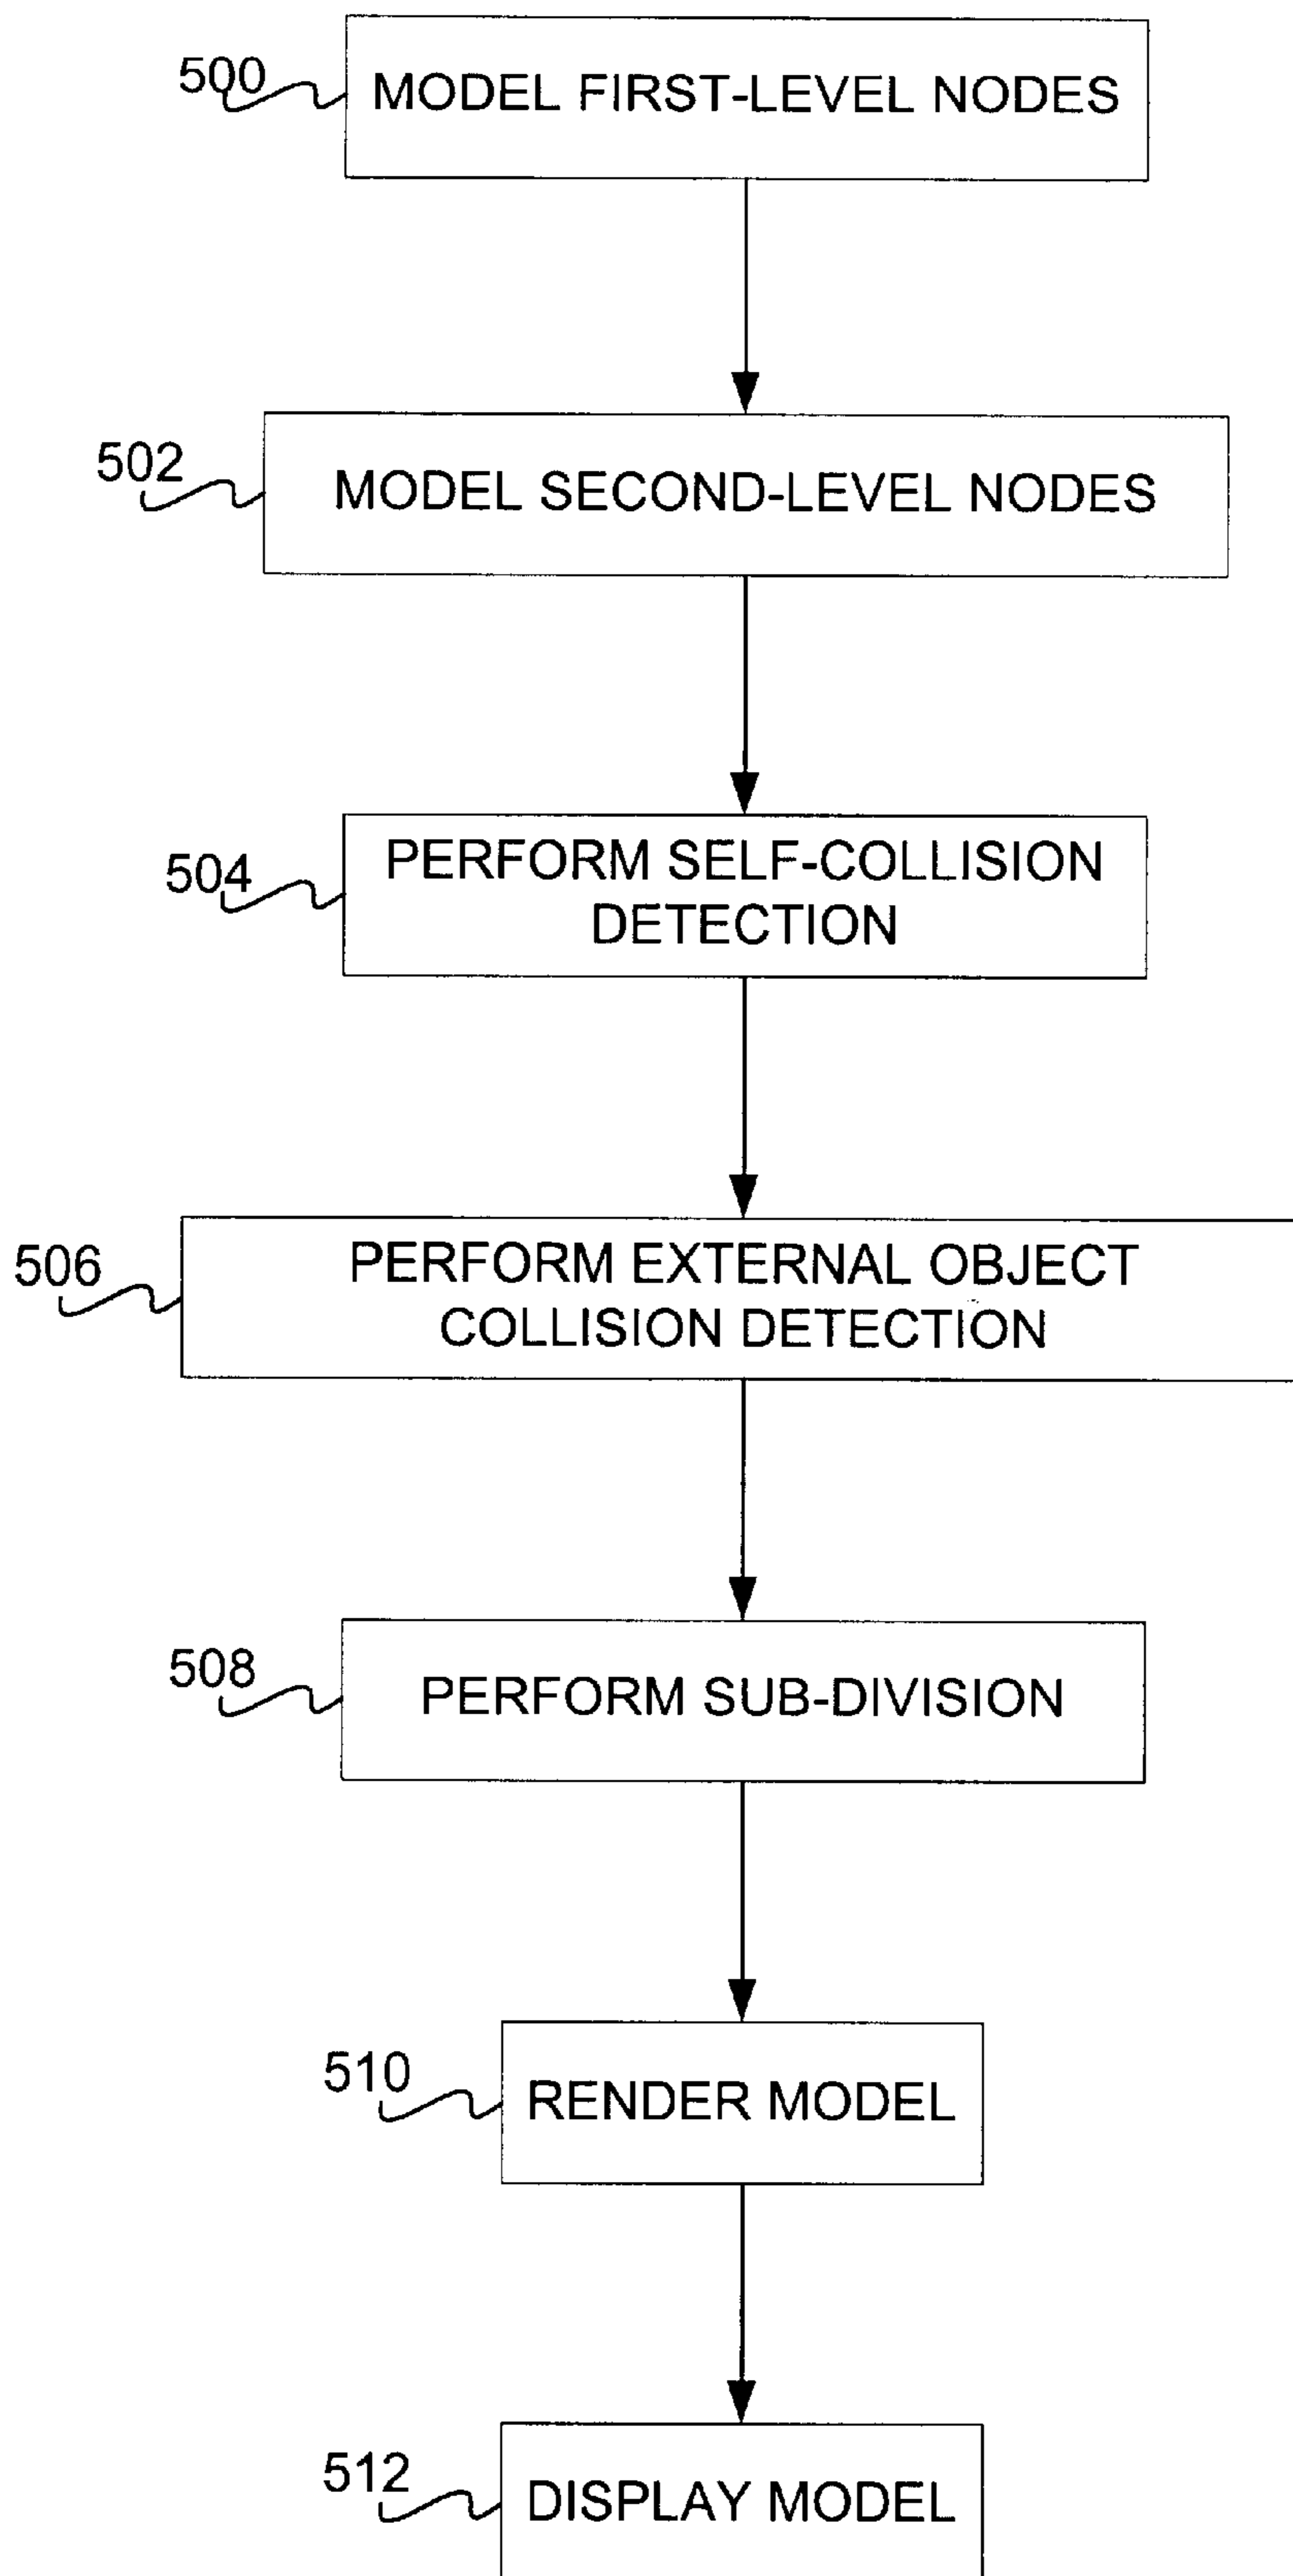 500
MODEL FIRST-LEVEL NODES
502
MODEL SECOND-LEVEL NODES
504
PERFORM SELF-COLLISION
DETECTION
506
PERFORM EXTERNAL OBJECT
COLLISION DETECTION
508
PERFORM SUB-DIVISION
510
RENDER MODEL
512
DISPLAY MODEL